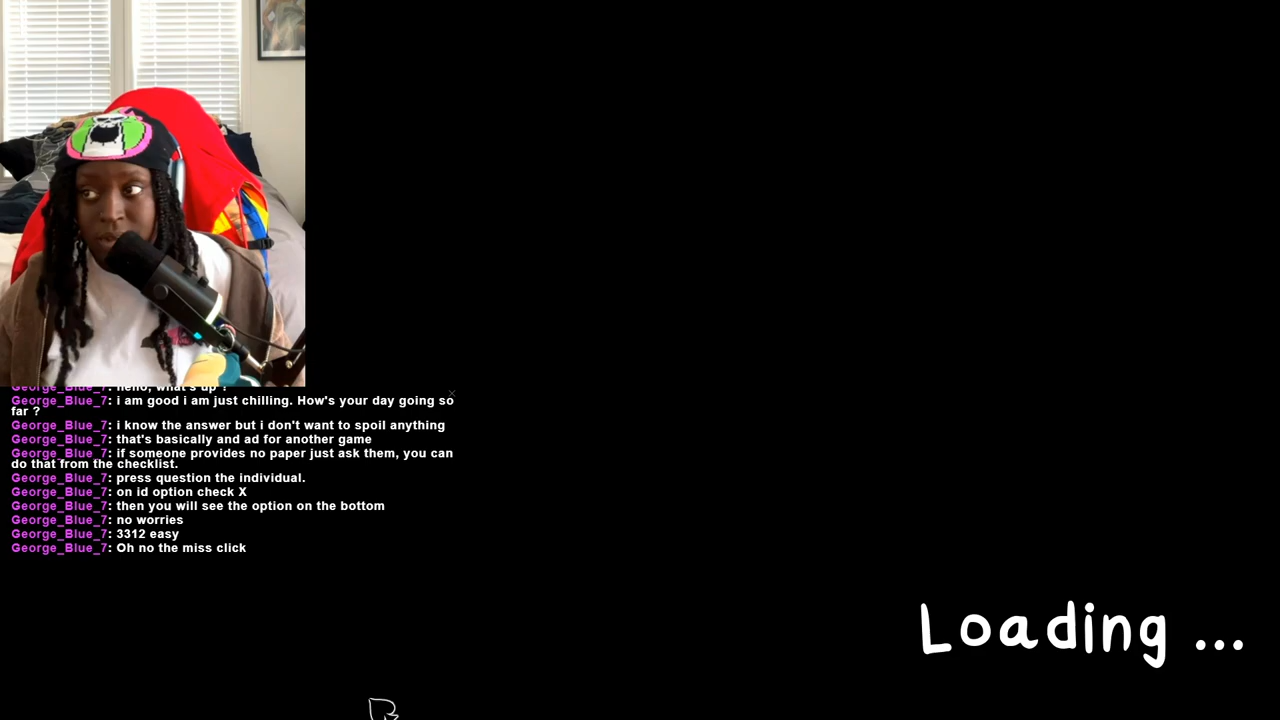 George_Blue_7: hello, what's up ?
George_Blue_7: i am good i am just chilling. How's your day going so
far ?
George_Blue_7: i know the answer but i don't want to spoil anything
George_Blue_7: that's basically and ad for another game
George_Blue_7: if someone provides no paper just ask them, you can
do that from the checklist.
George_Blue_7: press question the individual.
George_Blue_7: on id option check X
George_Blue_7: then you will see the option on the bottom
George_Blue_7: no worries
George_Blue_7: 3312 easy
George_Blue_7: Oh no the miss click
Loading ...